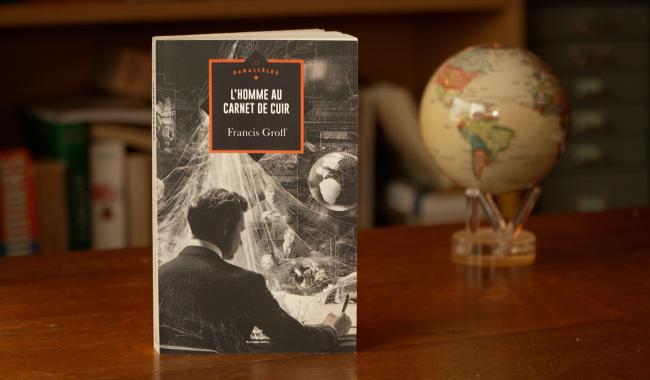 PARALLÈLES
L'HOMME AU
CARNET DE CUIR
Francis Groff